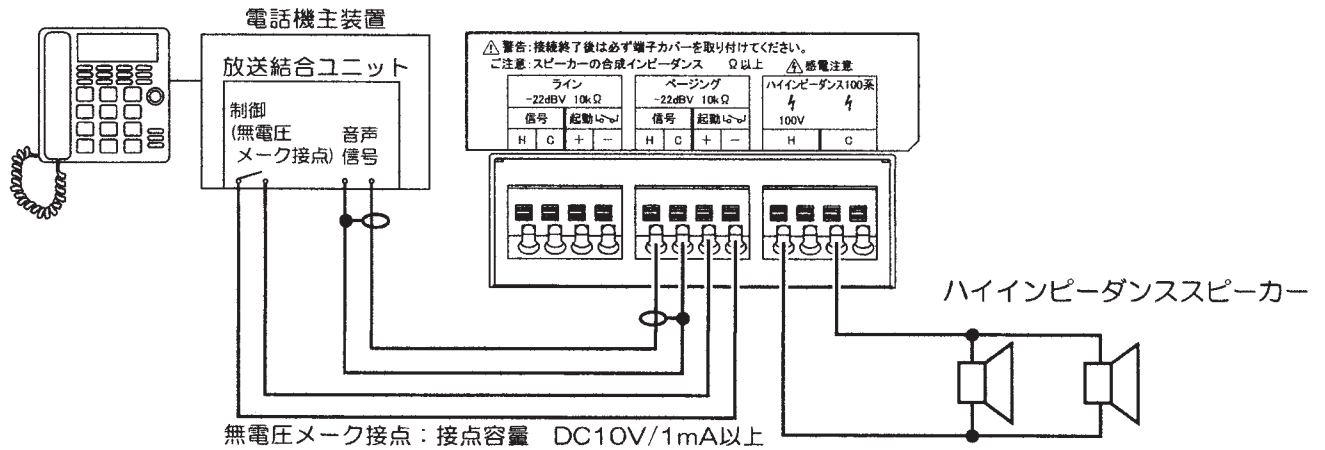 電話機主装置
放送結合ユニット
制御
(無電圧
メーク接点)
音声
信号
⚠ 警告:接続終了後は必ず端子カバーを取り付けてください。
ご注意:スピーカーの合成インピーダンス Ω以上 感電注意
ライン
-22dBV 10kΩ
信号 起動
H C + −
ページング
-22dBV 10kΩ
信号 起動
H C + −
ハイインピーダンス100系
100V
H C
ハイインピーダンススピーカー
無電圧メーク接点：接点容量 DC10V/1mA以上